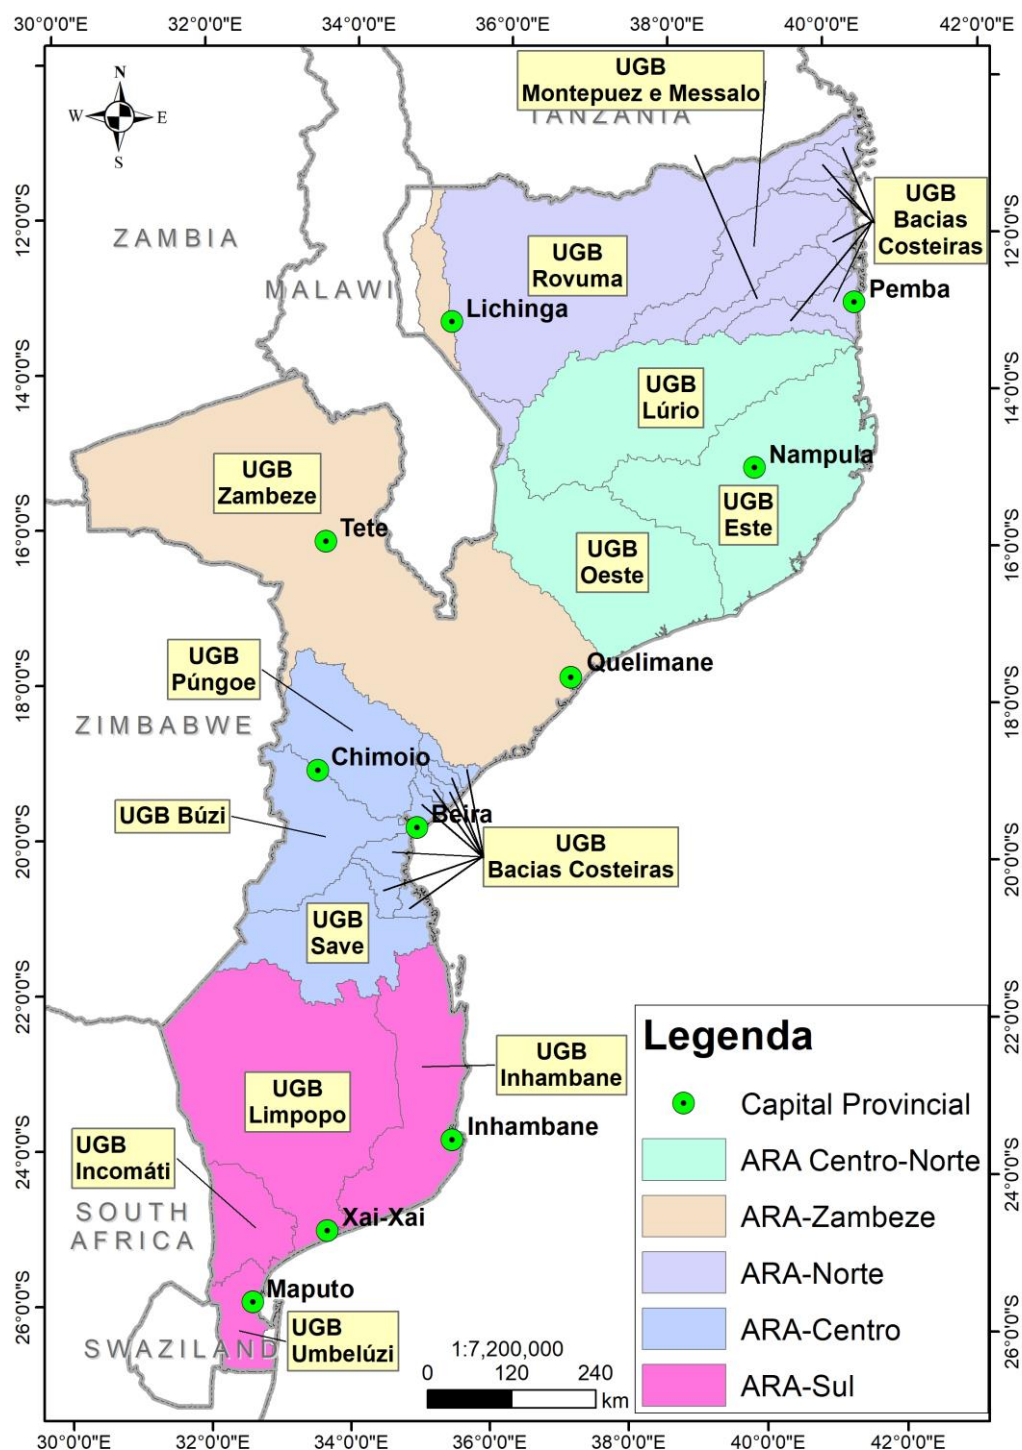 30°0'0"E 32°0'0"E 34°0'0"E 36°0'0"E 38°0'0"E 40°0'0"E 42°0'0"E
N
W E
S
UGB
Montepuez e Messalo
TANZANIA
UGB
Bacias
Costeiras
12°0'0"S
12°0'0"S
ZAMBIA
MALAWI
UGB
Rovuma
Lichinga
Pemba
14°0'0"S
14°0'0"S
UGB
Lúrio
UGB
Zambeze
Nampula
UGB
Este
Tete
16°0'0"S
16°0'0"S
UGB
Oeste
UGB
Púngoe
Quelimane
18°0'0"S
18°0'0"S
ZIMBABWE
Chimoio
UGB Búzi
Beira
20°0'0"S
20°0'0"S
UGB
Bacias Costeiras
UGB
Save
22°0'0"S
22°0'0"S
UGB
Inhambane
UGB
Limpopo
Inhambane
UGB
Incomáti
24°0'0"S
24°0'0"S
SOUTH
AFRICA
Xai-Xai
Maputo
26°0'0"S
26°0'0"S
SWAZILAND
UGB
Umbelúzi
1:7,200,000
0 120 240
km
Legenda
Capital Provincial
ARA Centro-Norte
ARA-Zambeze
ARA-Norte
ARA-Centro
ARA-Sul
30°0'0"E 32°0'0"E 34°0'0"E 36°0'0"E 38°0'0"E 40°0'0"E 42°0'0"E